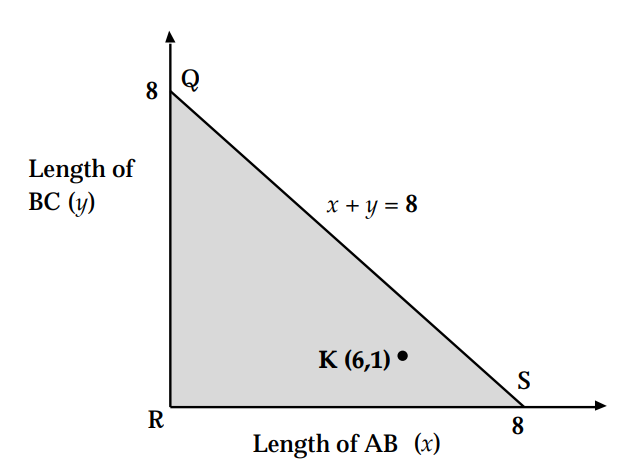 Q
8
Length of
BC (y)
x + y = 8
K (6,1)
S
R
8
Length of AB (x)